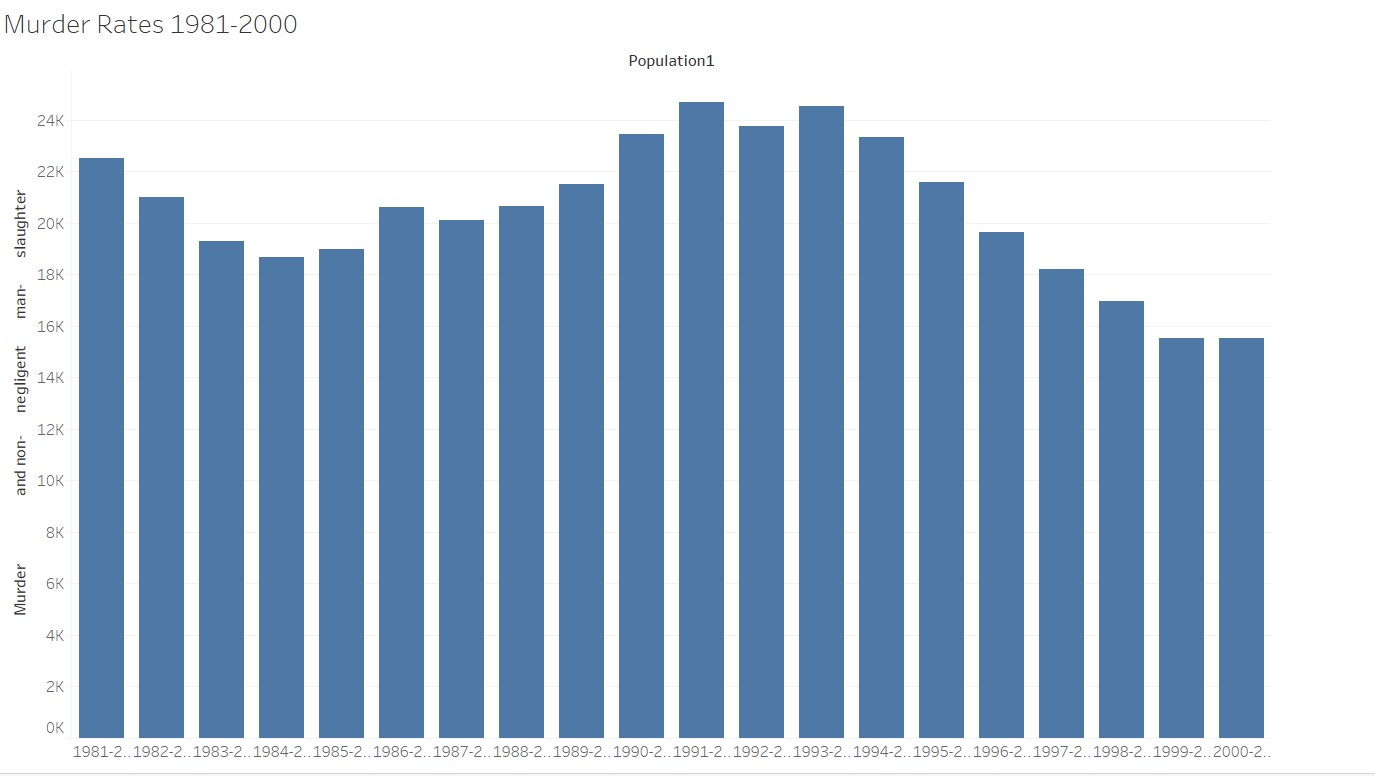 Murder Rates 1981-2000
Population1
24K
22K
20K
18K
16K
14K
12K
10K
8K
6K
4K
2K
0K
Murder and non- negligent man- slaughter
1981-2.. 1982-2.. 1983-2.. 1984-2.. 1985-2.. 1986-2.. 1987-2.. 1988-2.. 1989-2.. 1990-2.. 1991-2.. 1992-2.. 1993-2.. 1994-2.. 1995-2.. 1996-2.. 1997-2.. 1998-2.. 1999-2.. 2000-2..